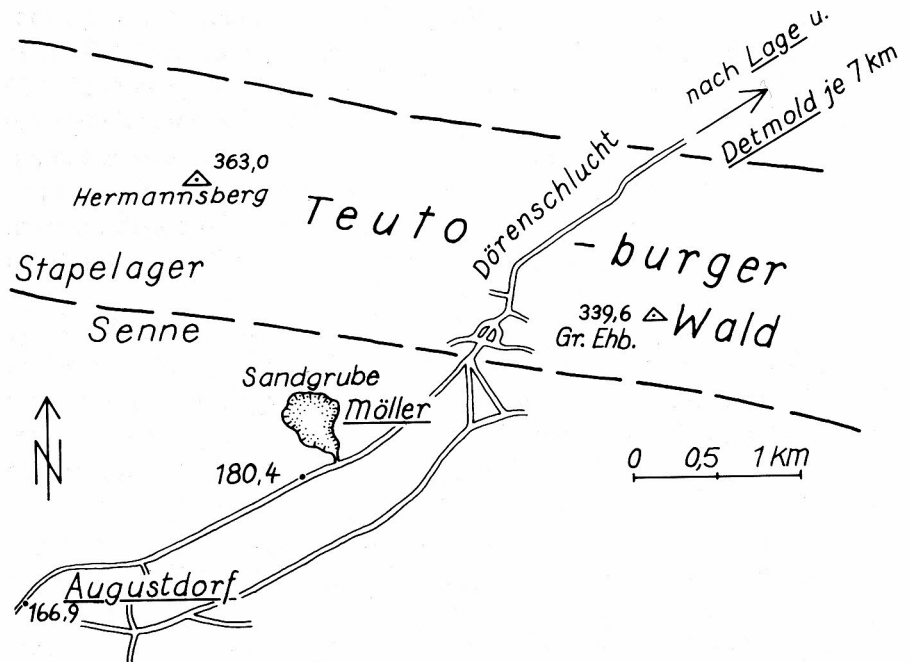 nach Lage u.
Detmold je 7 km
363,0
Hermannsberg
Dörenschlucht
Teuto
-burger
Wald
Stapelager
Senne
339,6
Gr. Ehb.
Sandgrube
Möller
180,4
N
0 0,5 1 Km
Augustdorf
166,9